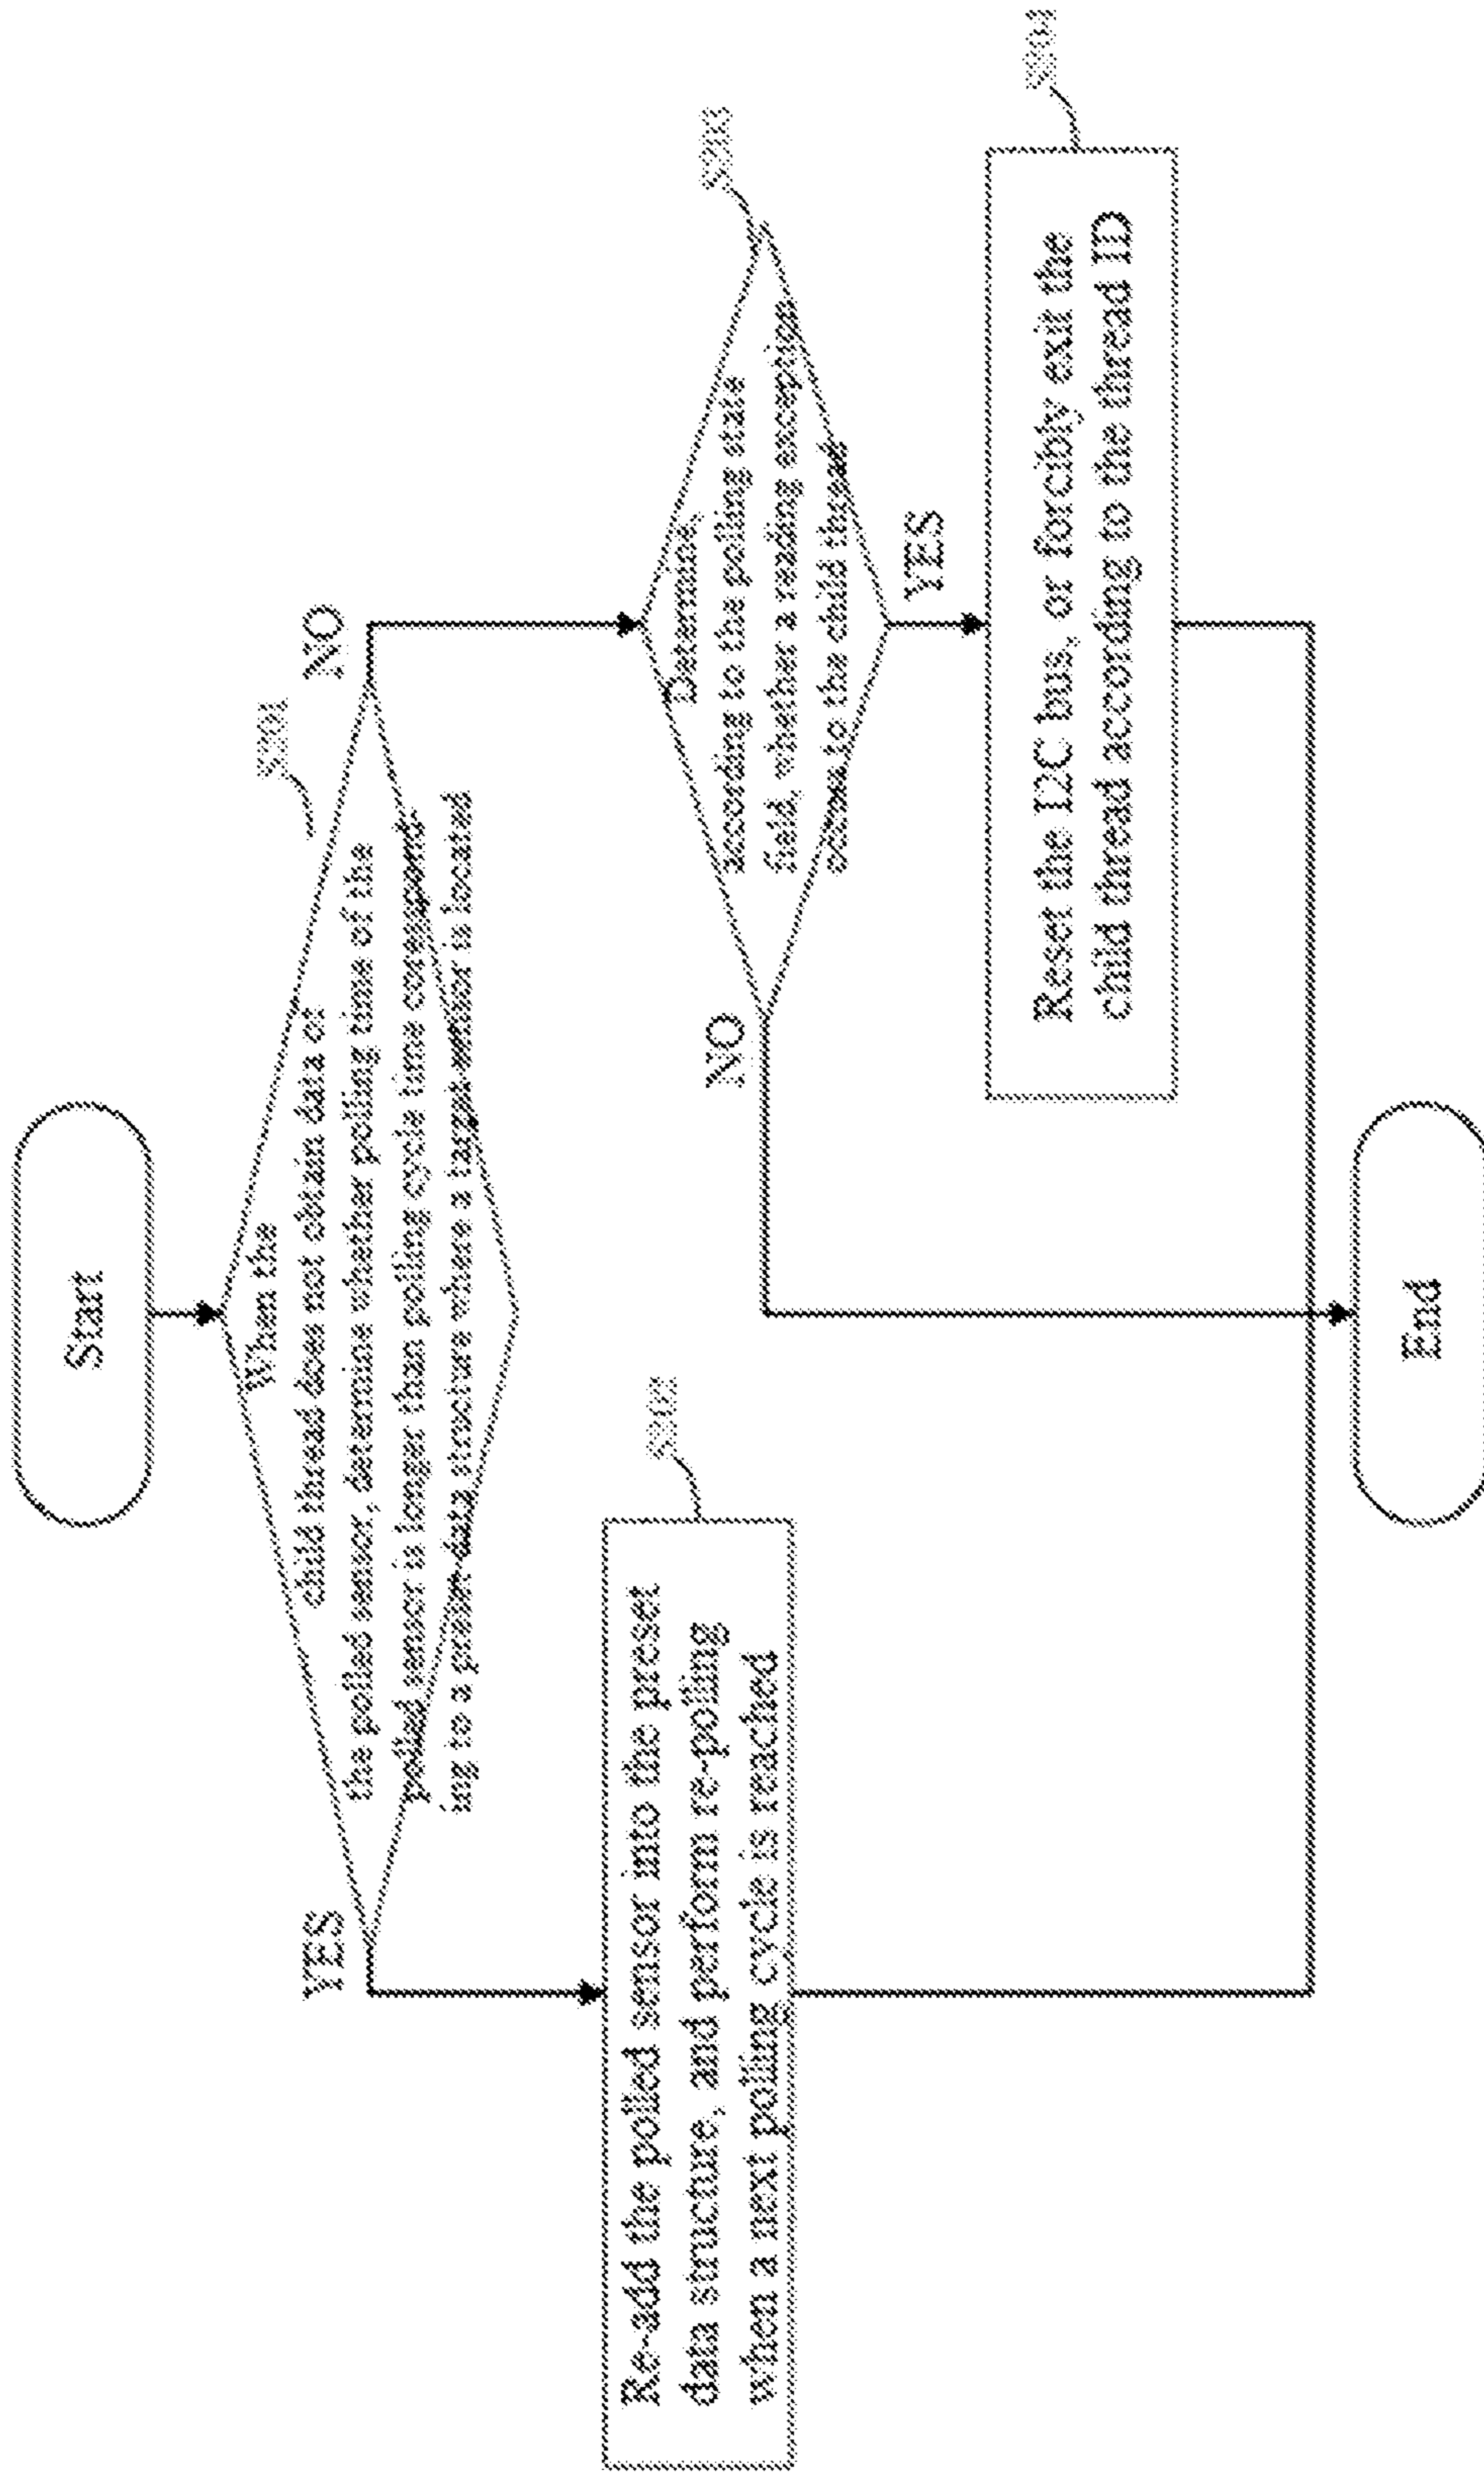 Start
When the
child thread does not obtain data of
the polled sensor, determine whether polling time of the
polled sensor is longer than polling cycle time correspond-
ing to a preset data structure where a target sensor is located
S201
YES
NO
Re-add the polled sensor into the preset
data structure, and perform re-polling
when a next polling cycle is reached
S202
Determine,
according to the polling state
field, whether a reading exception
occurs to the child thread
S203
NO
YES
Reset the I2C bus, or forcibly exit the
child thread according to the thread ID
S204
End